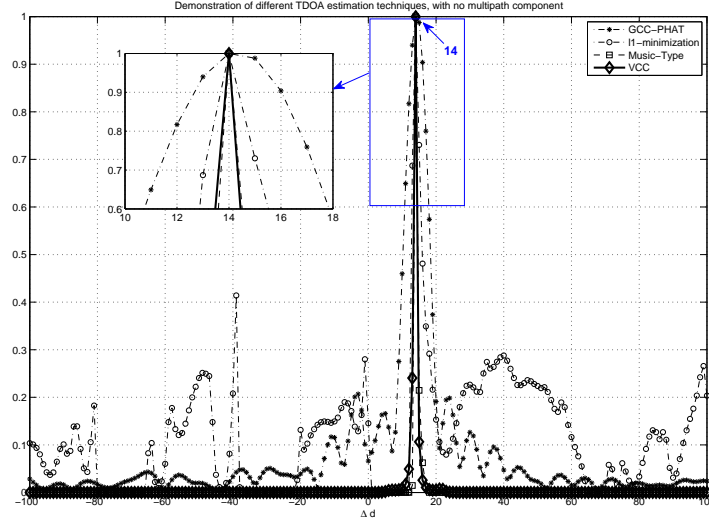 Demonstration of different TDOA estimation techniques, with no multipath component
GCC−PHAT
l1−minimization
Music−Type
VCC
14
1
0.9
0.8
0.7
0.6
0.5
0.4
0.3
0.2
0.1
0
1
0.9
0.8
0.7
0.6
10 12 14 16 18
−100 −80 −60 −40 −20 0 20 40 60 80 100
Δ d